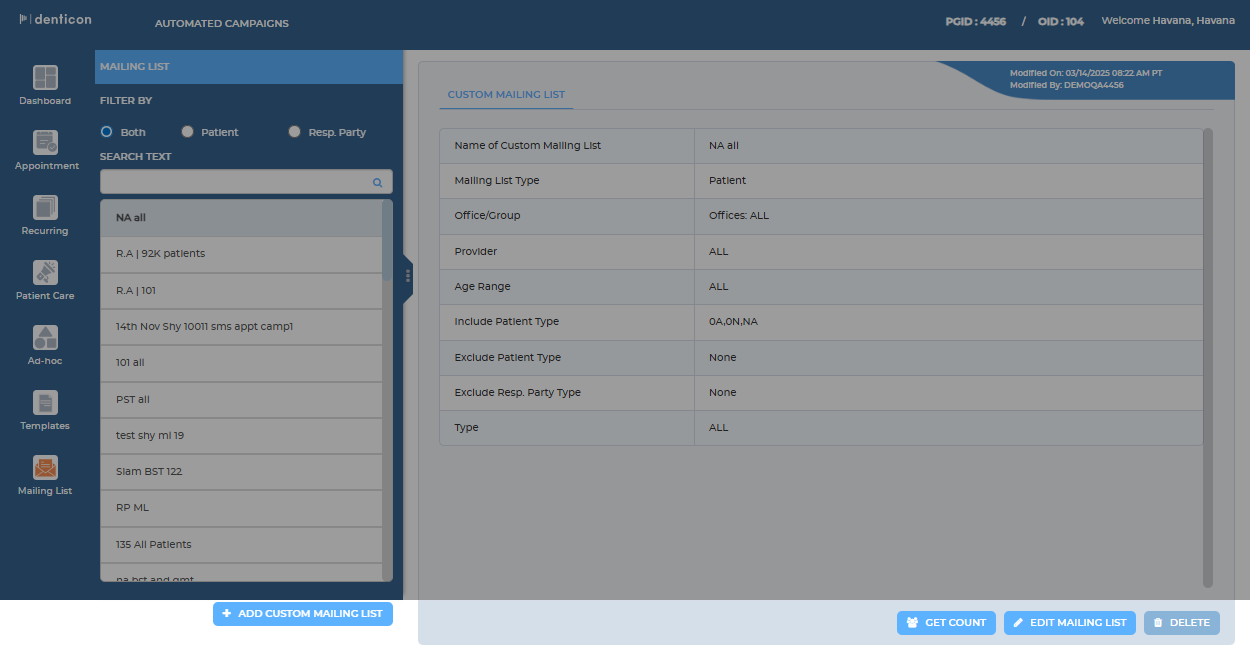 denticon
AUTOMATED CAMPAIGNS
PGID : 4456 / OID : 104 Welcome Havana, Havana
Dashboard
Appointment
Recurring
Patient Care
Ad-hoc
Templates
Mailing List
MAILING LIST
FILTER BY
Both Patient Resp. Party
SEARCH TEXT
NA all
R.A | 92K patients
R.A | 101
14th Nov Shy 10011 sms appt camp1
101 all
PST all
test shy ml 19
Slam BST 122
RP ML
135 All Patients
na bst and gmt
ADD CUSTOM MAILING LIST
Modified On: 03/14/2025 08:22 AM PT
Modified By: DEMOQA4456
CUSTOM MAILING LIST
Name of Custom Mailing List NA all
Mailing List Type Patient
Office/Group Offices: ALL
Provider ALL
Age Range ALL
Include Patient Type 0A,0N,NA
Exclude Patient Type None
Exclude Resp. Party Type None
Type ALL
GET COUNT EDIT MAILING LIST DELETE